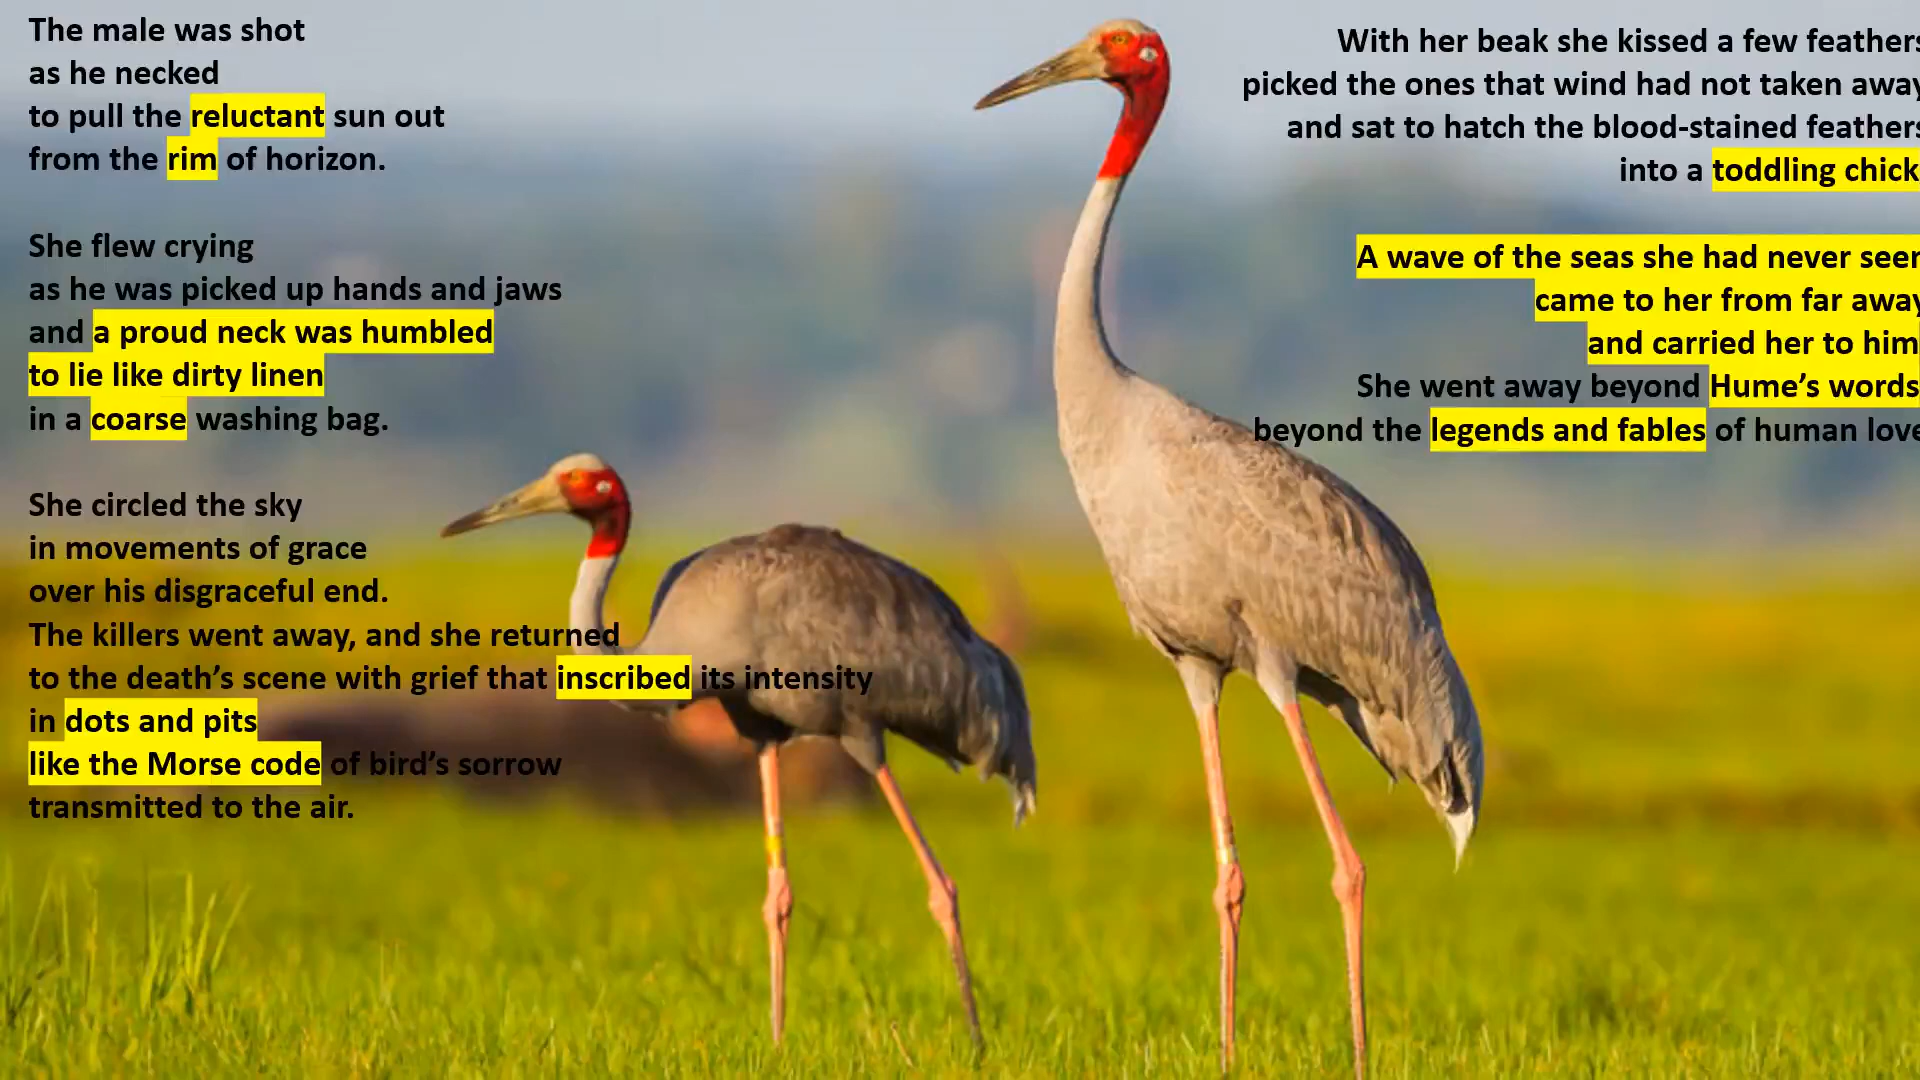 The male was shot
as he necked
to pull the reluctant sun out
from the rim of horizon.
She flew crying
as he was picked up hands and jaws
and a proud neck was humbled
to lie like dirty linen
in a coarse washing bag.
She circled the sky
in movements of grace
over his disgraceful end.
The killers went away, and she returned
to the death’s scene with grief that inscribed its intensity
in dots and pits
like the Morse code of bird’s sorrow
transmitted to the air.
With her beak she kissed a few feathers
picked the ones that wind had not taken away
and sat to hatch the blood-stained feathers
into a toddling chick
A wave of the seas she had never seen
came to her from far away
and carried her to him
She went away beyond Hume’s words
beyond the legends and fables of human love